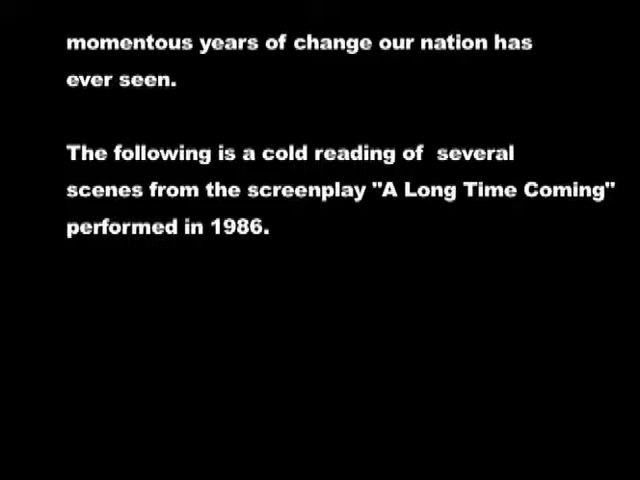 momentous years of change our nation has
ever seen.
The following is a cold reading of  several
scenes from the screenplay "A Long Time Coming"
performed in 1986.